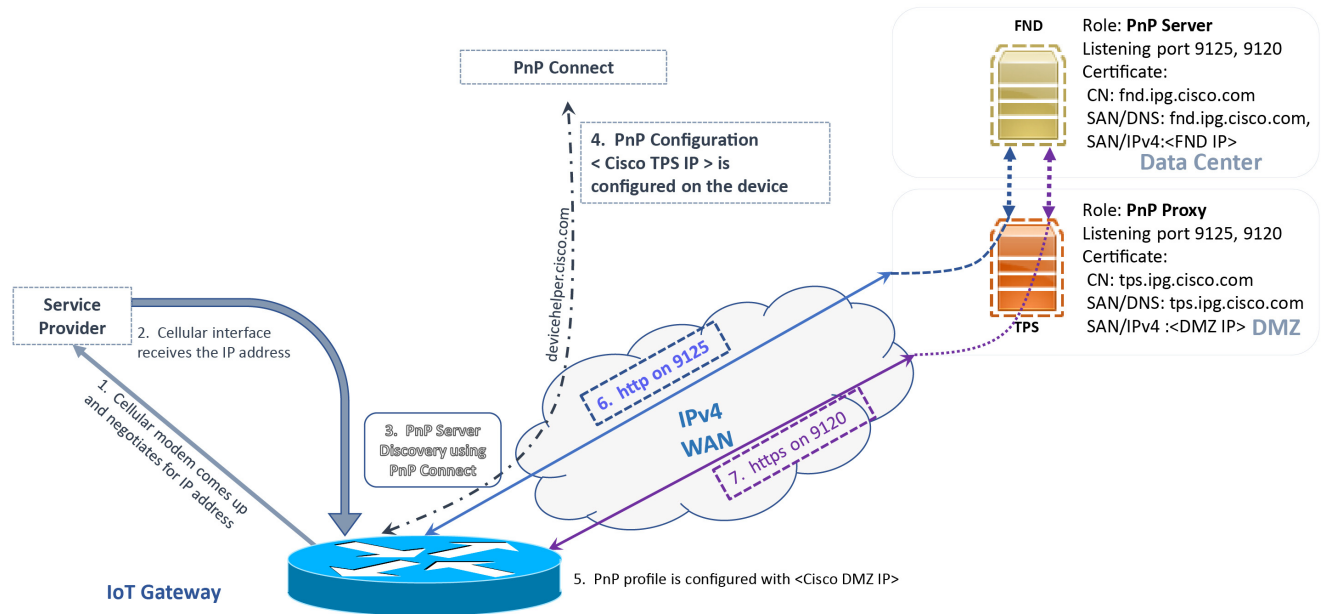 FND
Role: PnP Server
Listening port 9125, 9120
Certificate:
CN: fnd.ipg.cisco.com
SAN/DNS: fnd.ipg.cisco.com,
SAN/IPv4:<FND IP>
Data Center
PnP Connect
4. PnP Configuration
< Cisco TPS IP > is
configured on the device
devicehelper.cisco.com
Role: PnP Proxy
Listening port 9125, 9120
Certificate:
CN: tps.ipg.cisco.com
SAN/DNS: tps.ipg.cisco.com
SAN/IPv4 :<DMZ IP>
DMZ
TPS
Service
Provider
2. Cellular interface
receives the IP address
1. Cellular modem comes up
and negotiates for IP address
3. PnP Server
Discovery using
PnP Connect
6. http on 9125
IPv4
WAN
7. https on 9120
5. PnP profile is configured with <Cisco DMZ IP>
IoT Gateway